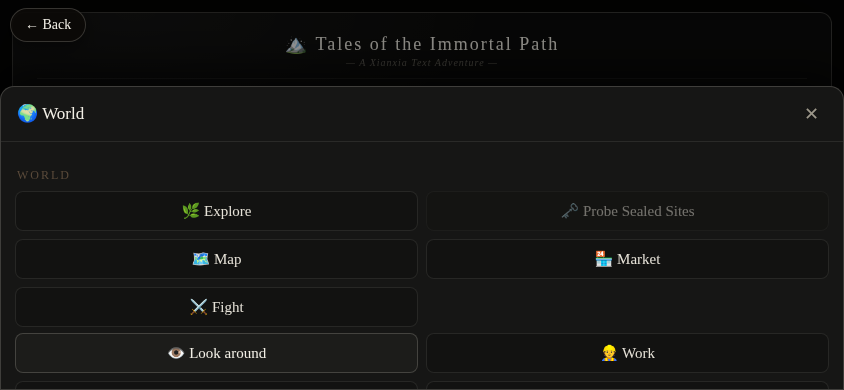 ← Back
Tales of the Immortal Path
— A Xianxia Text Adventure —
World
✕
WORLD
Explore
Probe Sealed Sites
Map
Market
Fight
Look around
Work